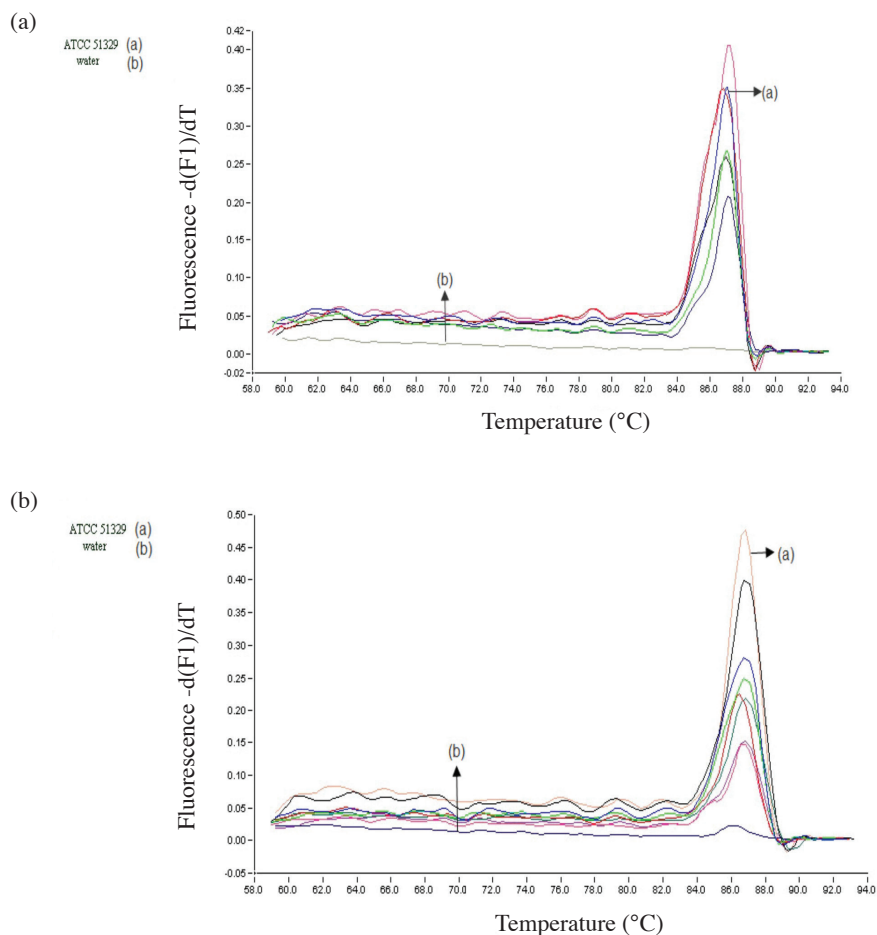 (a)
ATCC 51329 (a)
water (b)
Fluorescence -d(F1)/dT
0.42
0.40
0.35
0.30
0.25
0.20
0.15
0.10
0.05
0.00
-0.02
(a)
(b)
58.0 60.0 62.0 64.0 66.0 68.0 70.0 72.0 74.0 76.0 78.0 80.0 82.0 84.0 86.0 88.0 90.0 92.0 94.0
Temperature (°C)
(b)
ATCC 51329 (a)
water (b)
Fluorescence -d(F1)/dT
0.50
0.45
0.40
0.35
0.30
0.25
0.20
0.15
0.10
0.05
0.00
-0.05
(a)
(b)
58.0 60.0 62.0 64.0 66.0 68.0 70.0 72.0 74.0 76.0 78.0 80.0 82.0 84.0 86.0 88.0 90.0 92.0 94.0
Temperature (°C)